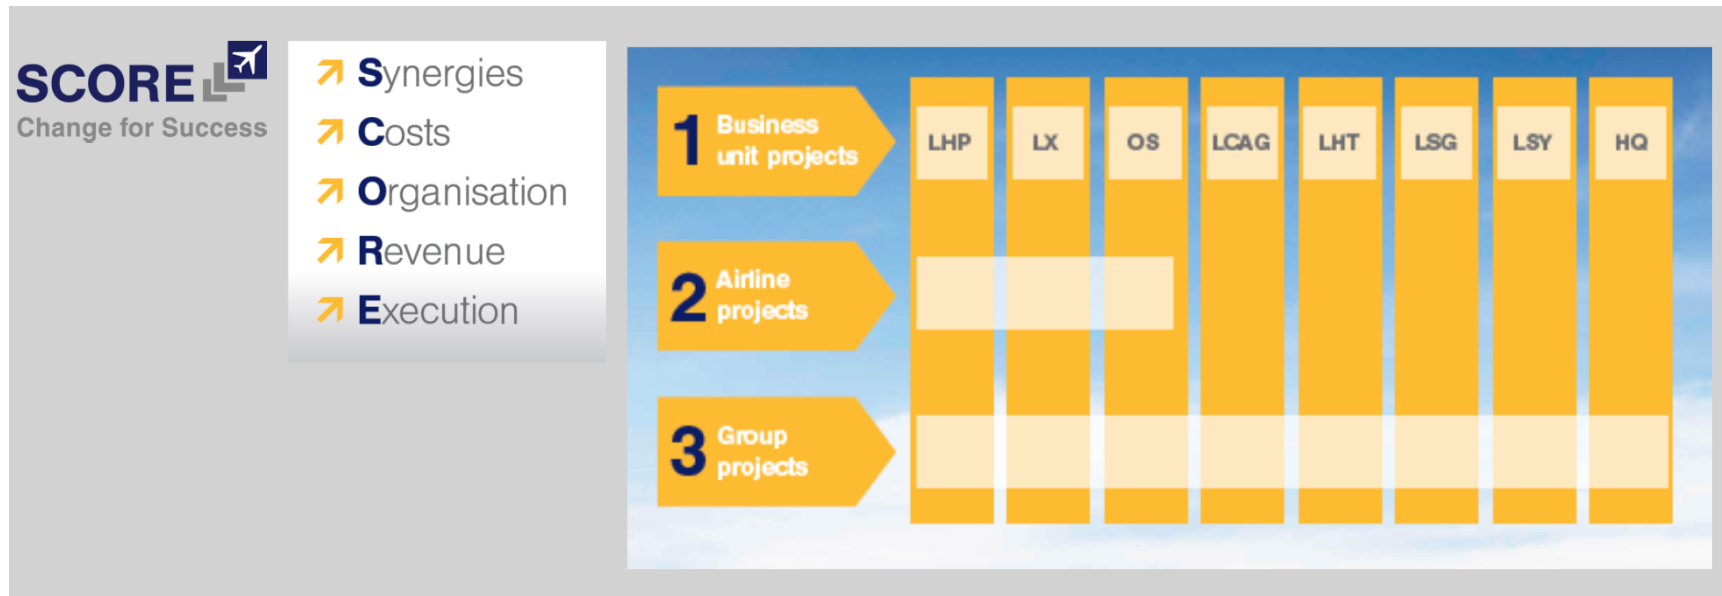 SCORE
Change for Success
Synergies
Costs
Organisation
Revenue
Execution
1 Business
unit projects
LHP LX OS LCAG LHT LSG LSY HQ
2 Airline
projects
3 Group
projects